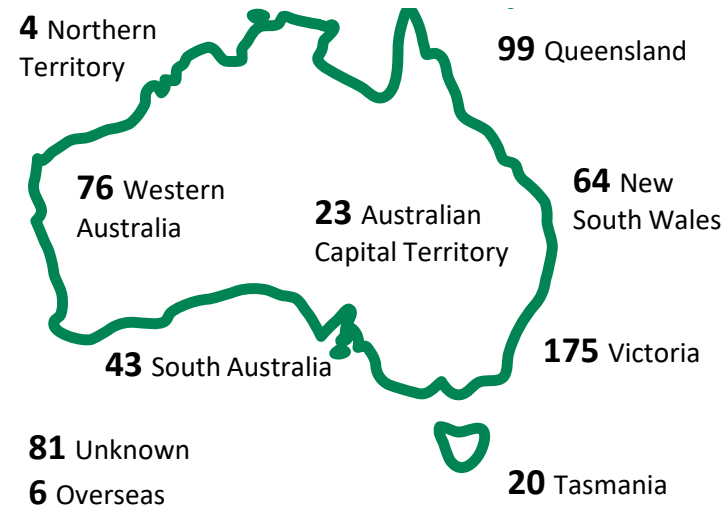 4 Northern
Territory
99 Queensland
76 Western
Australia
23 Australian
Capital Territory
64 New
South Wales
43 South Australia
175 Victoria
81 Unknown
6 Overseas
20 Tasmania